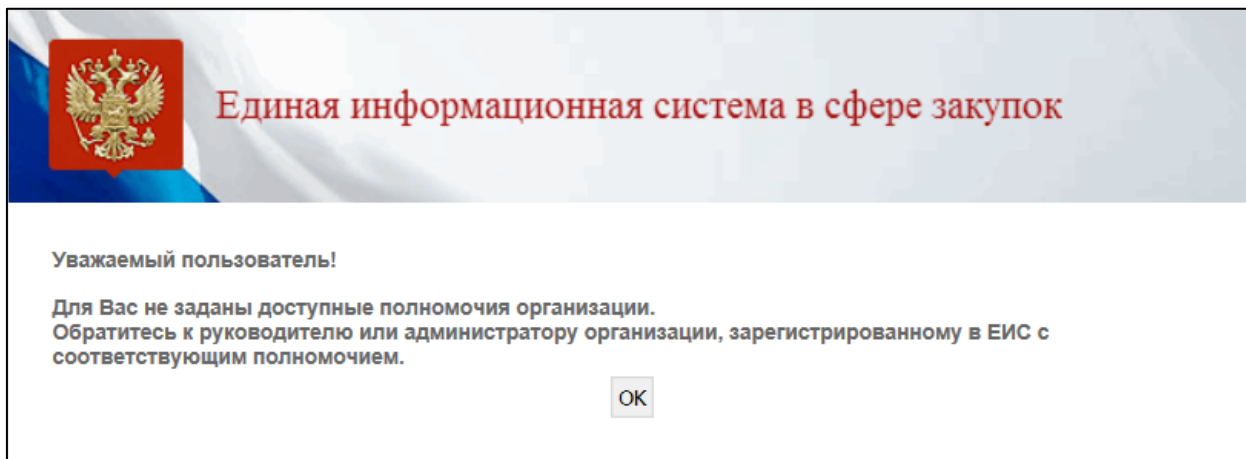 Единая информационная система в сфере закупок
Уважаемый пользователь!
Для Вас не заданы доступные полномочия организации.
Обратитесь к руководителю или администратору организации, зарегистрированному в ЕИС с
соответствующим полномочием.
OK